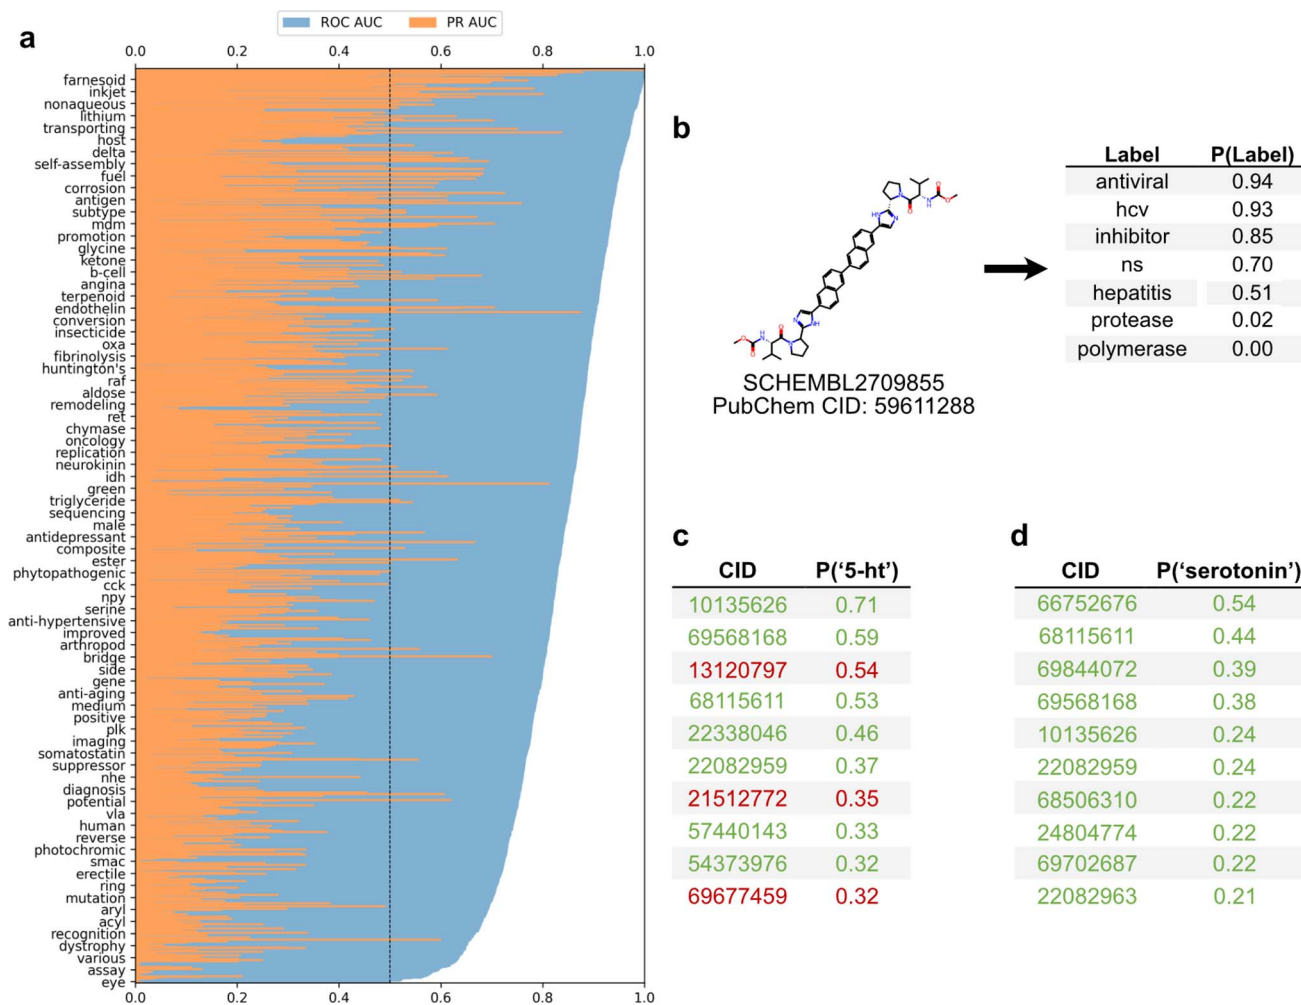 ROC AUC PR AUC
a
0.0 0.2 0.4 0.6 0.8 1.0
farnesoid
inkjet
nonaqueous
lithium
transporting
host
delta
self-assembly
fuel
corrosion
antigen
subtype
mdm
promotion
glycine
ketone
b-cell
angina
terpenoid
endothelin
conversion
insecticide
oxa
fibrinolysis
huntington's
raf
aldose
remodeling
ret
chymase
oncology
replication
neurokinin
idh
green
triglyceride
sequencing
male
antidepressant
composite
ester
phytopathogenic
cck
npy
serine
anti-hypertensive
improved
arthropod
bridge
side
gene
anti-aging
medium
positive
plk
imaging
somatostatin
suppressor
nhe
diagnosis
potential
vla
human
reverse
photochromic
smac
erectile
ring
mutation
aryl
acyl
recognition
dystrophy
various
assay
eye
0.0 0.2 0.4 0.6 0.8 1.0
b
SCHEMBL2709855
PubChem CID: 59611288
Label P(Label)
antiviral 0.94
hcv 0.93
inhibitor 0.85
ns 0.70
hepatitis 0.51
protease 0.02
polymerase 0.00
c
CID P(‘5-ht’)
10135626 0.71
69568168 0.59
13120797 0.54
68115611 0.53
22338046 0.46
22082959 0.37
21512772 0.35
57440143 0.33
54373976 0.32
69677459 0.32
d
CID P(‘serotonin’)
66752676 0.54
68115611 0.44
69844072 0.39
69568168 0.38
10135626 0.24
22082959 0.24
68506310 0.22
24804774 0.22
69702687 0.22
22082963 0.21